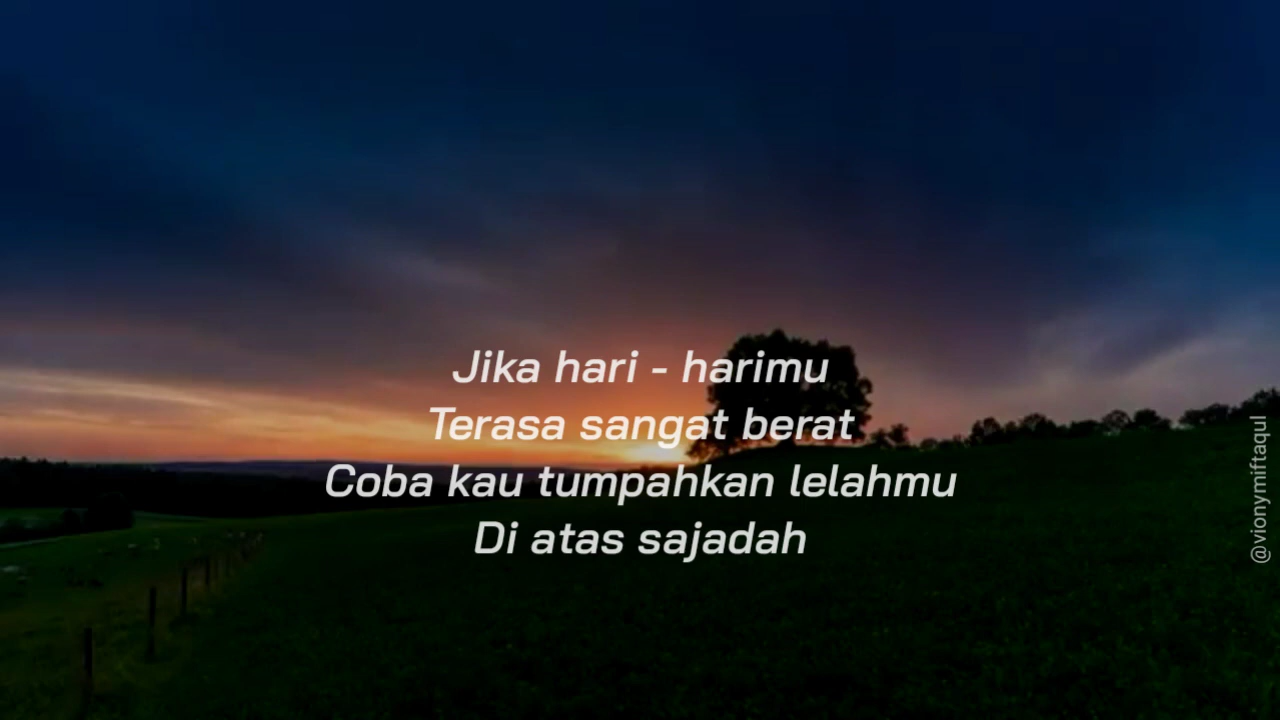 Jika hari - harimu
Terasa sangat berat
Coba kau tumpahkan lelahmu
Di atas sajadah
@vionymiftaqul